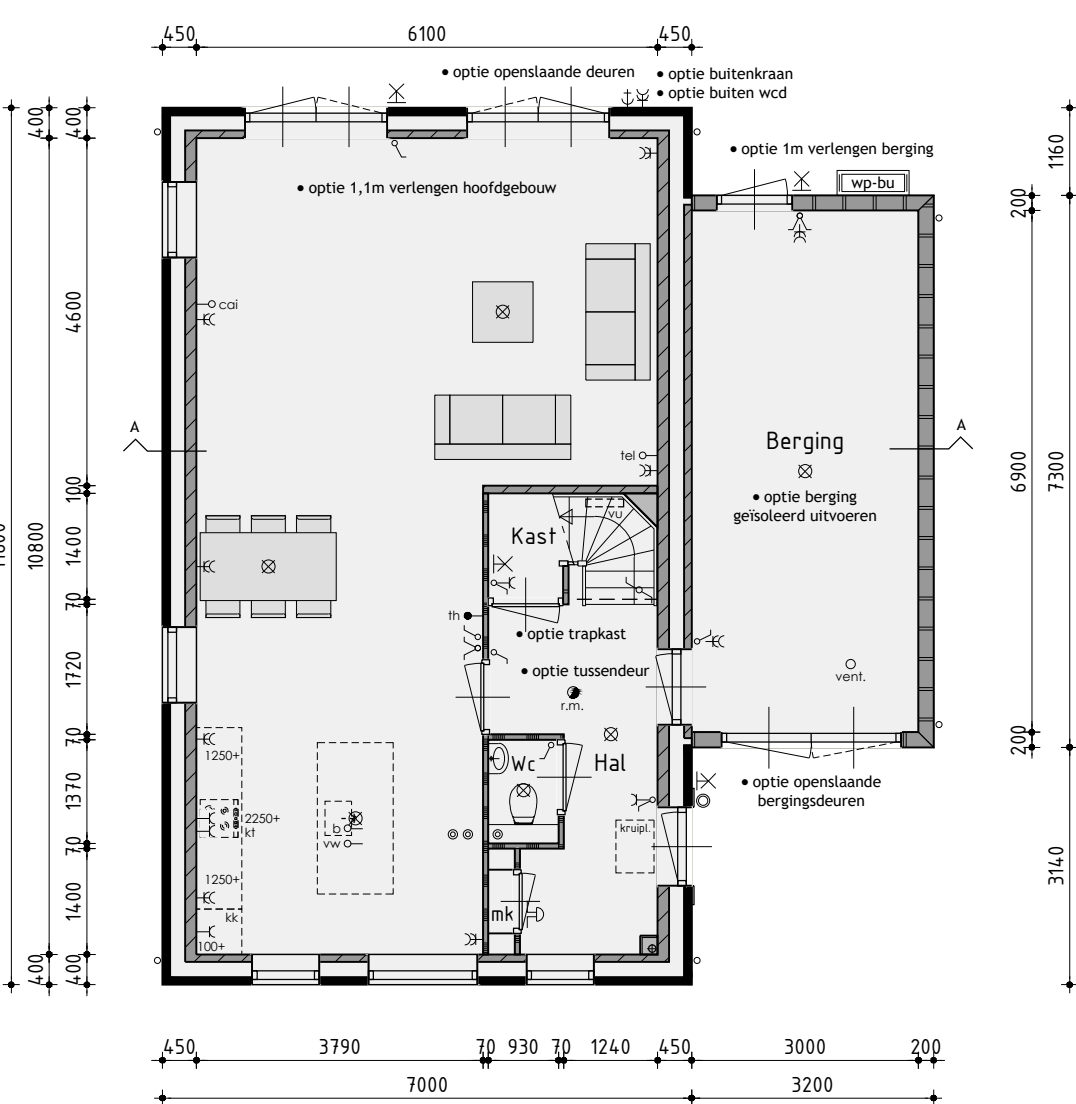 450 6100 450
• optie openslaande deuren
• optie buitenkraan
• optie buiten wcd
400 400
1160
• optie 1m verlengen berging
wp-bu
200
• optie 1,1m verlengen hoofdgebouw
cai
4600
A
A
tel
Berging
• optie berging
geïsoleerd uitvoeren
6900 7300
100
10800
1400
Kast
vu
70
th
• optie trapkast
• optie tussendeur
1720
r.m.
vent.
70
200
1250+
Wc
Hal
• optie openslaande
bergingsdeuren
1370
2250+
kt
b
vw
kruipl.
70
1250+
3140
1400
kk
mk
100+
400 400
450 3790 70 930 70 1240 450 3000 200
7000 3200